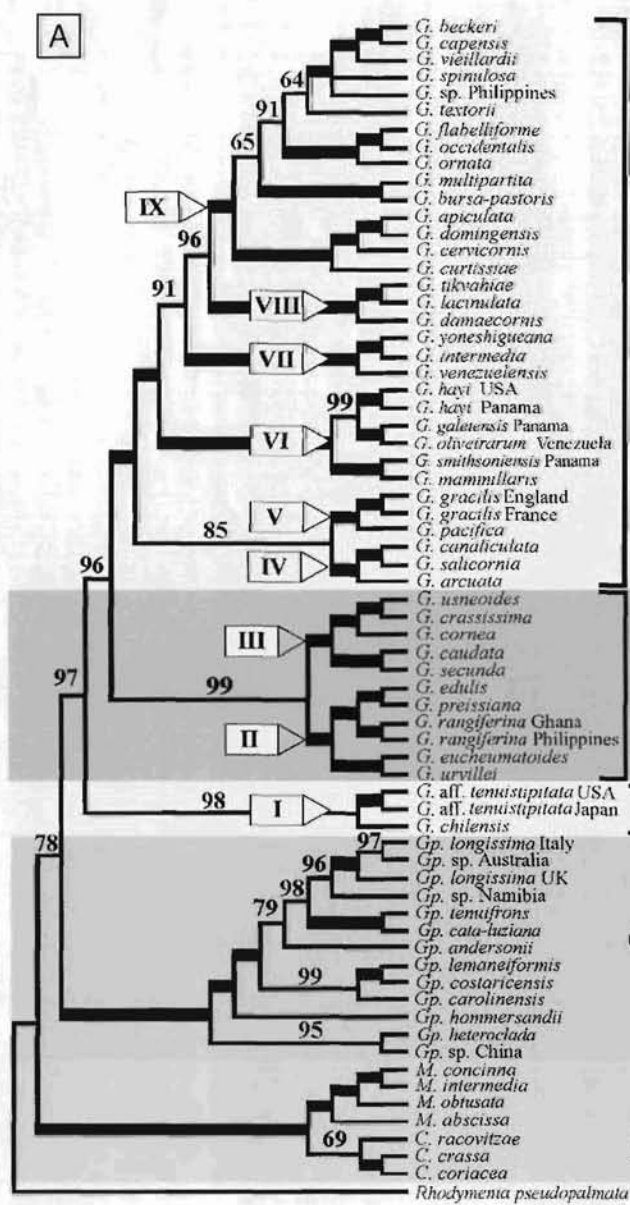 A
G. beckeri
G. capensis
G. vieillardii
64
G. spinulosa
G. sp. Philippines
91
G. textorii
65
G. flabelliforme
G. occidentalis
G. ornata
G. multipartita
IX
G. bursa-pastoris
G. apiculata
96
G. domingensis
G. cervicornis
G. curtissiae
91
G. tikvahiae
VIII
G. lacinulata
G. damaecornis
G. yoneshigueana
VII
G. intermedia
G. venezuelensis
99
G. hayi USA
G. hayi Panama
G. galetensis Panama
VI
G. oliveirarum Venezuela
G. smithsoniensis Panama
G. mammillaris
G. gracilis England
V
G. gracilis France
85
G. pacifica
G. canaliculata
96
IV
G. salicornia
G. arcuata
G. usneoides
G. crassissima
III
G. cornea
G. caudata
97
99
G. secunda
G. edulis
G. preissiana
G. rangiferina Ghana
II
G. rangiferina Philippines
G. eucheumatoides
G. urvillei
98
I
G. aff. tenuistipitata USA
G. aff. tenuistipitata Japan
G. chilensis
78
97
Gp. longissima Italy
96
Gp. sp. Australia
98
Gp. longissima UK
Gp. sp. Namibia
79
Gp. tenuifrons
Gp. cata-luziana
Gp. andersonii
99
Gp. lemaneiformis
Gp. costaricensis
Gp. carolinensis
Gp. hommersandii
95
Gp. heteroclada
Gp. sp. China
M. concinna
M. intermedia
M. obtusata
M. abscissa
69
C. racovitzae
C. crassa
C. coriacea
Rhodymenia pseudopalmata